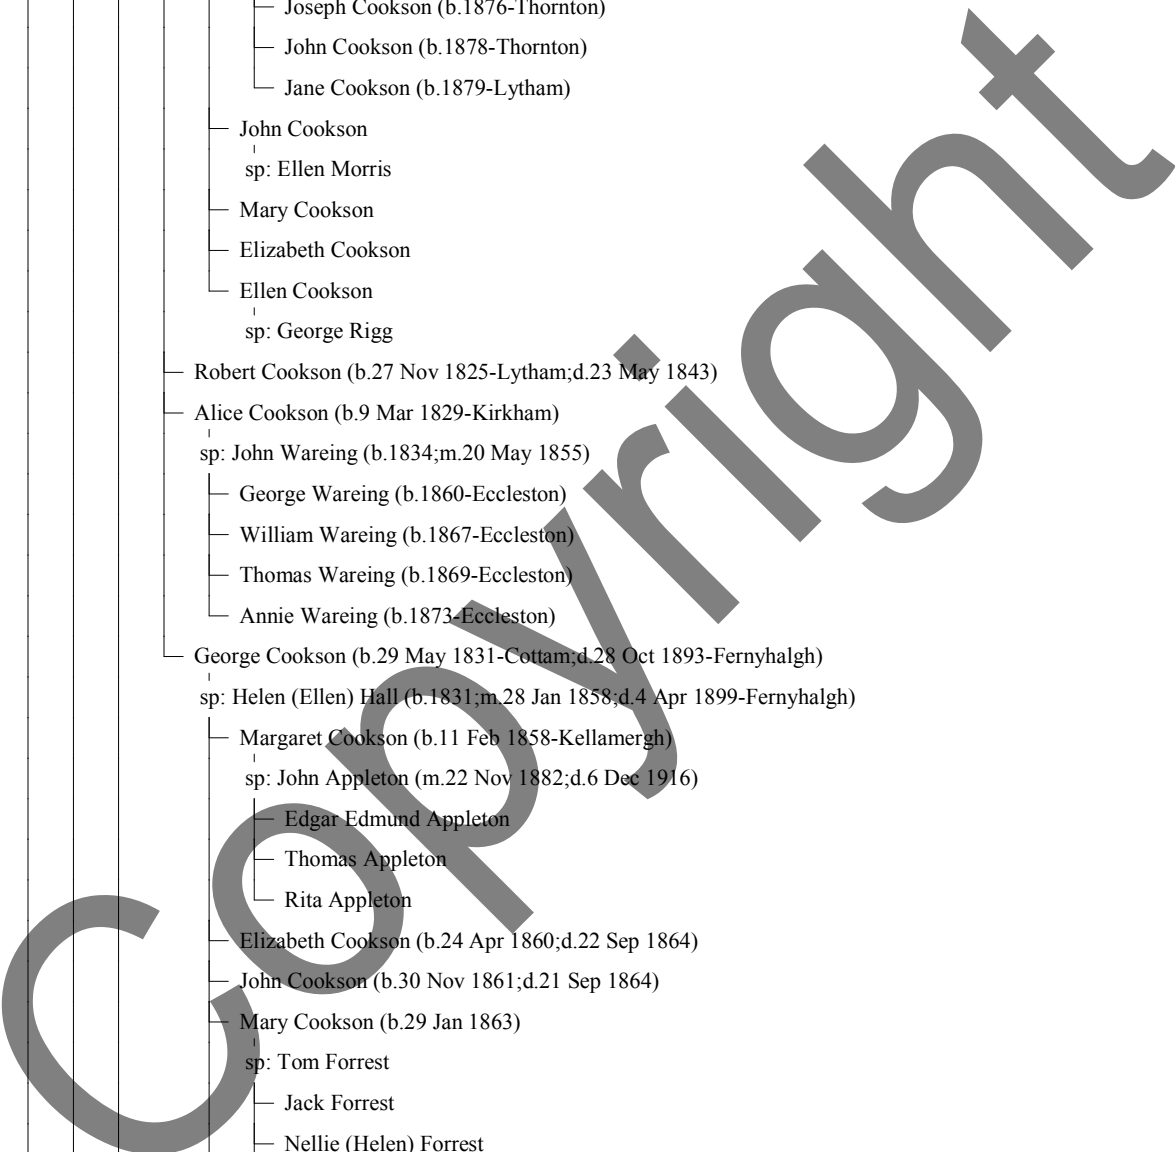 Joseph Cookson (b.1876-Thornton)
John Cookson (b.1878-Thornton)
Jane Cookson (b.1879-Lytham)
John Cookson
sp: Ellen Morris
Mary Cookson
Elizabeth Cookson
Ellen Cookson
sp: George Rigg
Robert Cookson (b.27 Nov 1825-Lytham;d.23 May 1843)
Alice Cookson (b.9 Mar 1829-Kirkham)
sp: John Wareing (b.1834;m.20 May 1855)
George Wareing (b.1860-Eccleston)
William Wareing (b.1867-Eccleston)
Thomas Wareing (b.1869-Eccleston)
Annie Wareing (b.1873-Eccleston)
George Cookson (b.29 May 1831-Cottam;d.28 Oct 1893-Fernyhalgh)
sp: Helen (Ellen) Hall (b.1831;m.28 Jan 1858;d.4 Apr 1899-Fernyhalgh)
Margaret Cookson (b.11 Feb 1858-Kellamergh)
sp: John Appleton (m.22 Nov 1882;d.6 Dec 1916)
Edgar Edmund Appleton
Thomas Appleton
Rita Appleton
Elizabeth Cookson (b.24 Apr 1860;d.22 Sep 1864)
John Cookson (b.30 Nov 1861;d.21 Sep 1864)
Mary Cookson (b.29 Jan 1863)
sp: Tom Forrest
Jack Forrest
Nellie (Helen) Forrest
Copyright